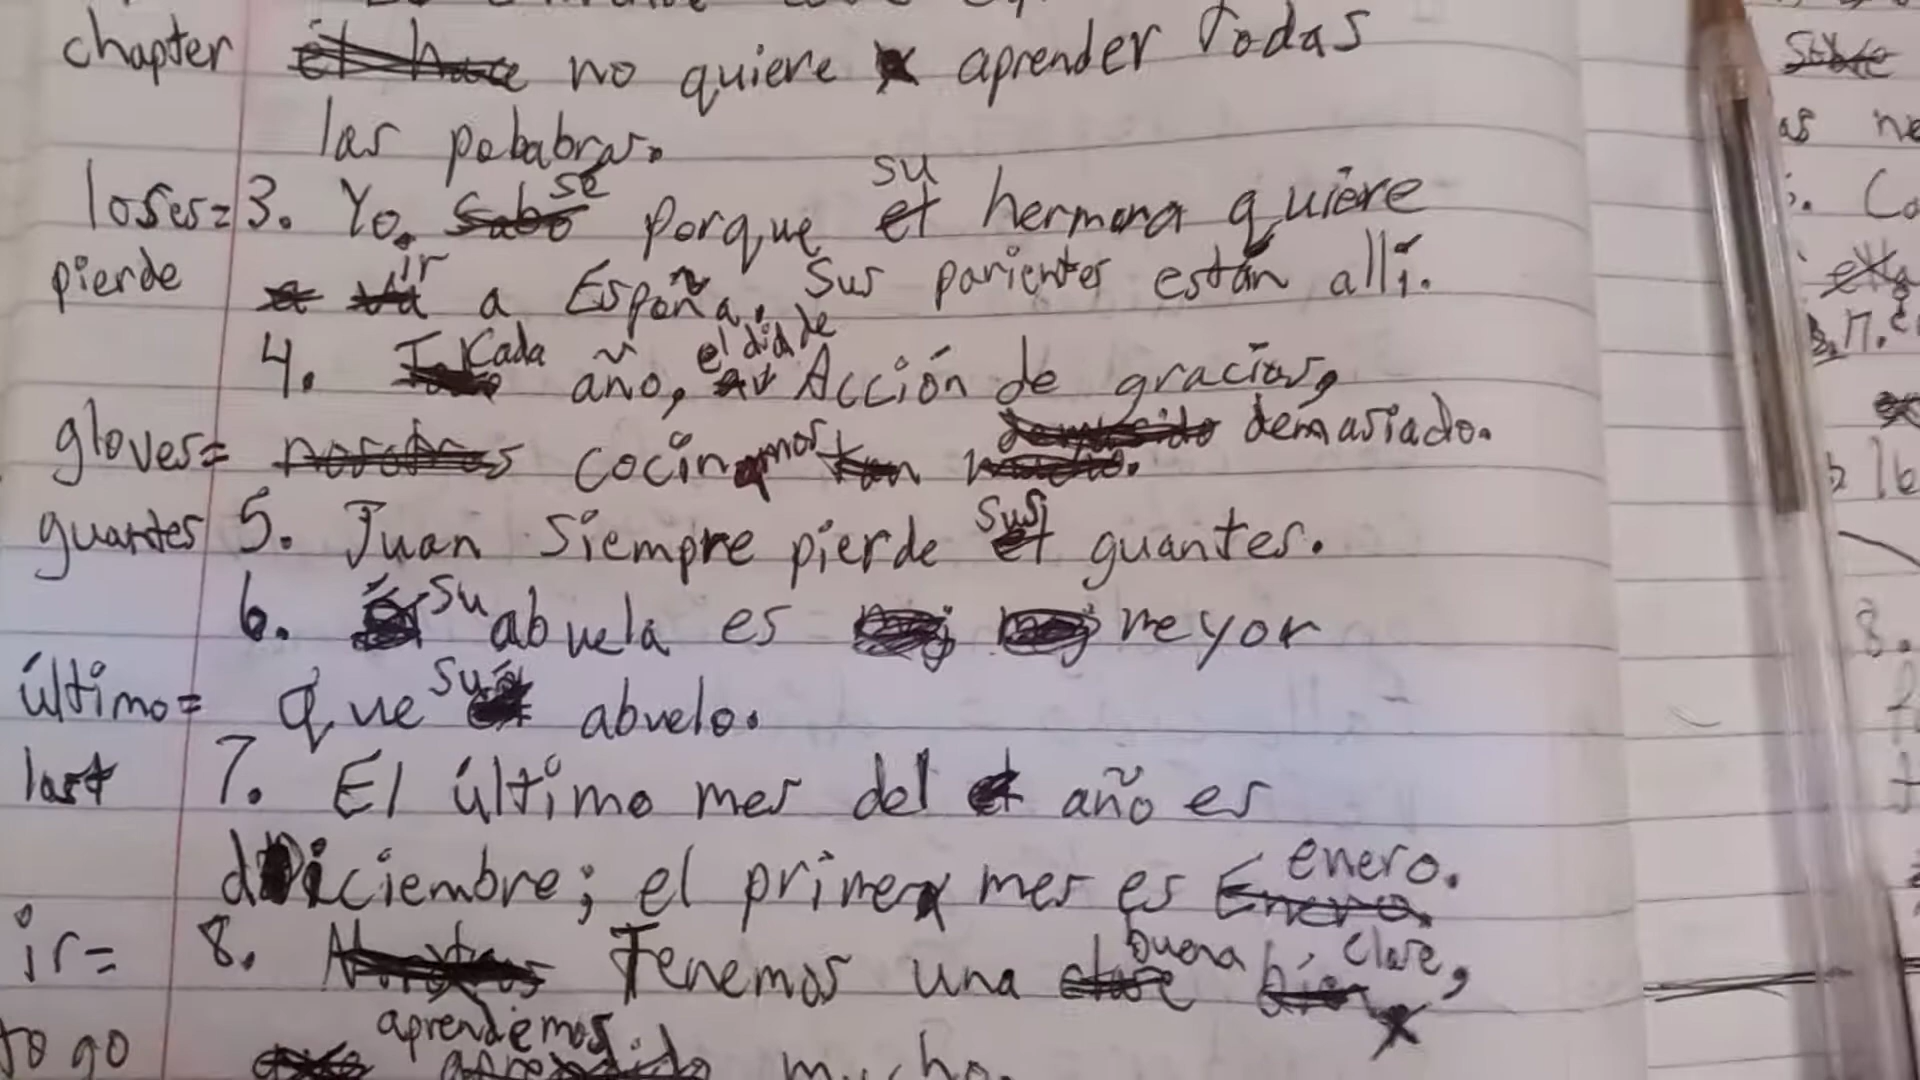 chapter no quiere aprender todas
las pababras.
loses= 3. Yo sé porque su hermana quiere
pierde ir a España. Sus parientes están allí.
4. Cada año, el día de Acción de gracias,
gloves= cocinamos demasiado.
guantes 5. Juan siempre pierde sus guantes.
6. Su abuela es meyor
último= que su abuelo.
last 7. El último mes del año es
diciembre; el primer mes es enero.
ir= 8. Tenemos una buena clase,
to go aprendemos mucho.